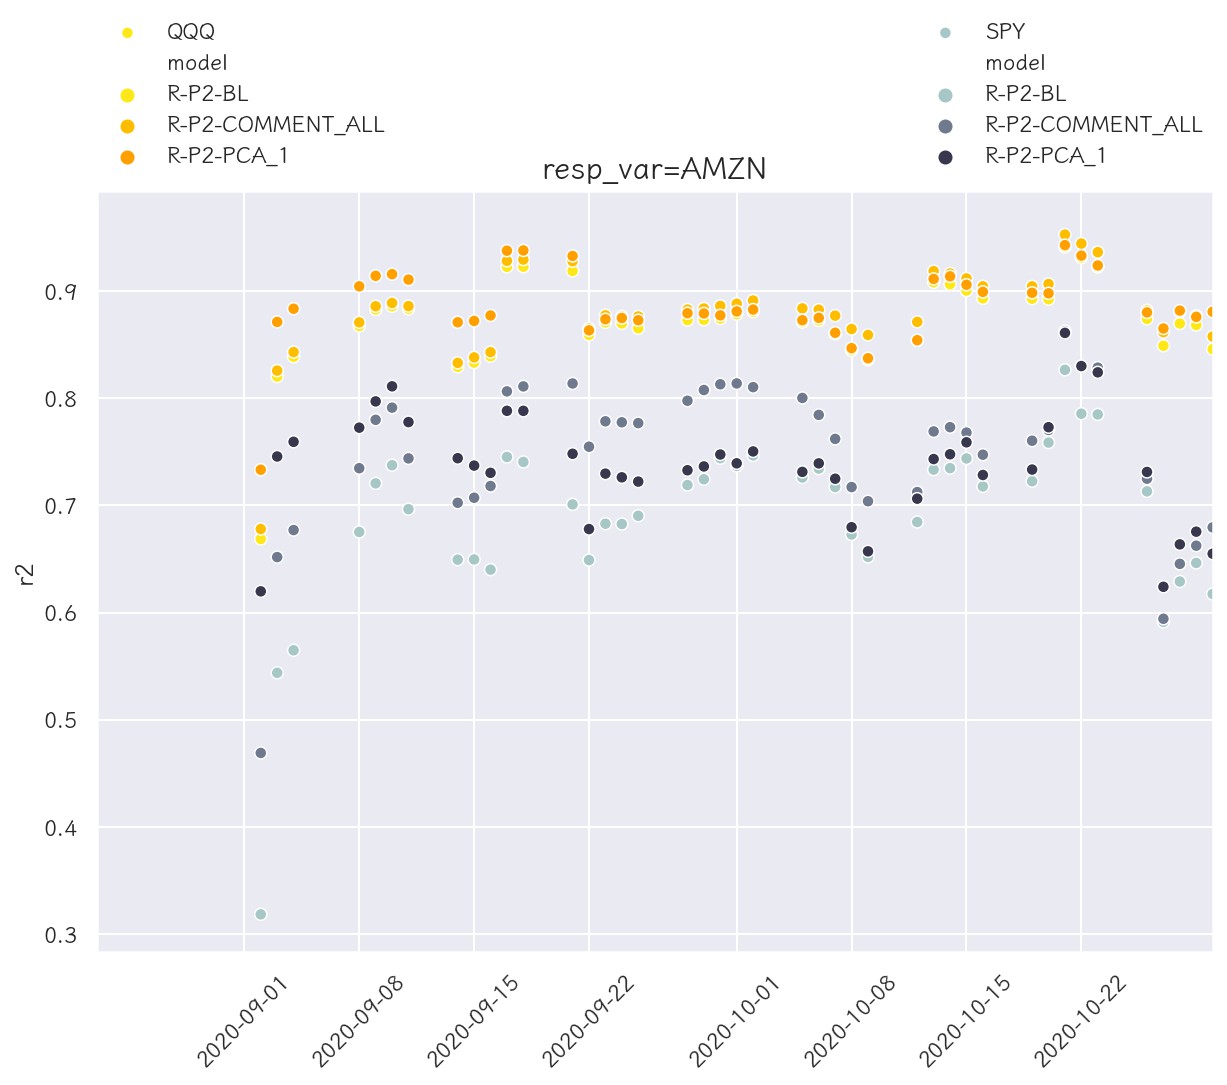 QQQ
model
R-P2-BL
R-P2-COMMENT_ALL
R-P2-PCA_1
SPY
model
R-P2-BL
R-P2-COMMENT_ALL
R-P2-PCA_1
resp_var=AMZN
r2
0.9
0.8
0.7
0.6
0.5
0.4
0.3
2020-09-01
2020-09-08
2020-09-15
2020-09-22
2020-10-01
2020-10-08
2020-10-15
2020-10-22